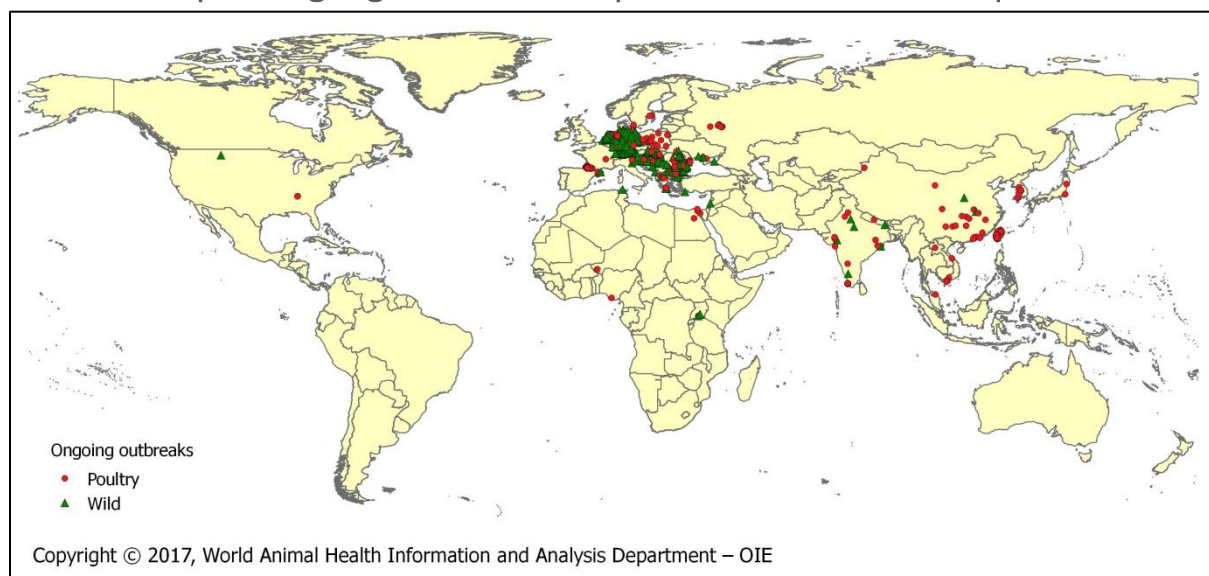 Ongoing outbreaks
Poultry
Wild
Copyright © 2017, World Animal Health Information and Analysis Department – OIE